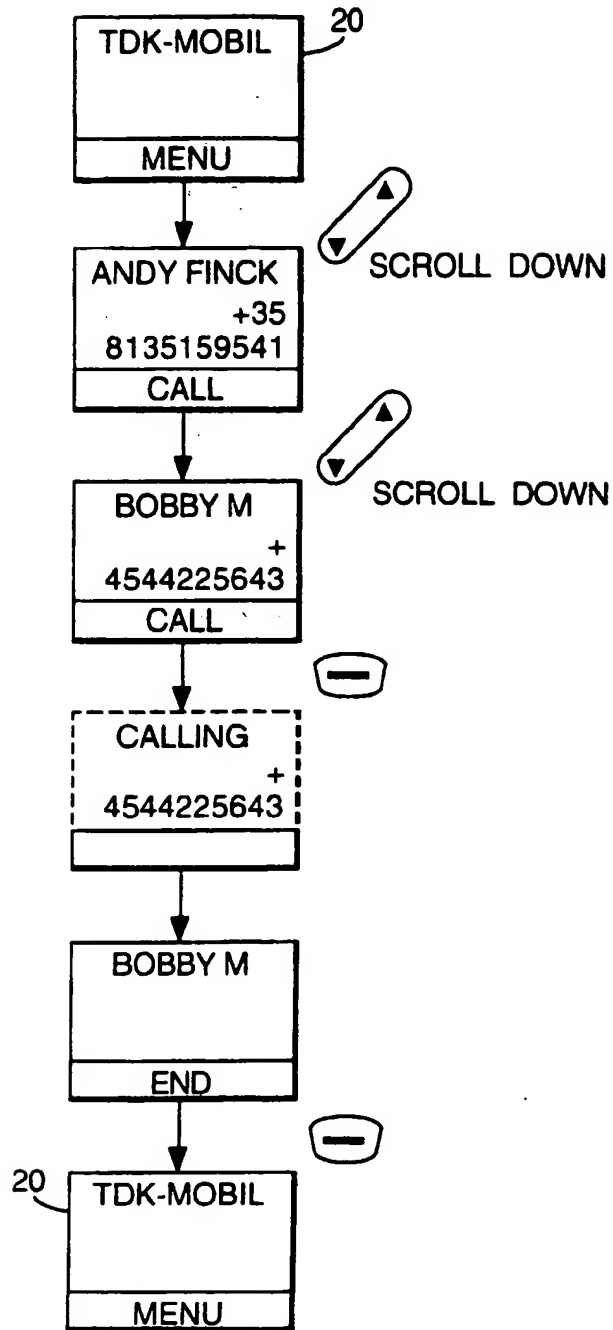 20
TDK-MOBIL
MENU
SCROLL DOWN
ANDY FINCK
+35
8135159541
CALL
SCROLL DOWN
BOBBY M
+
4544225643
CALL
CALLING
+
4544225643
BOBBY M
END
20
TDK-MOBIL
MENU